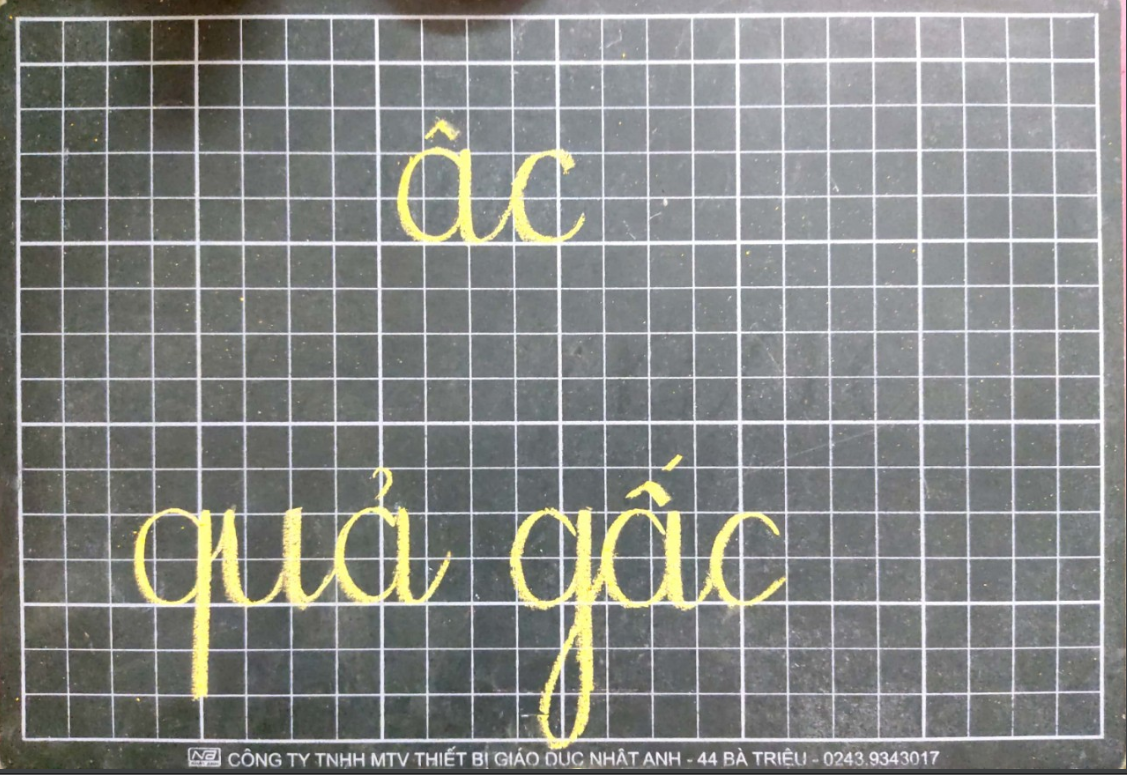 âc
quả gấc
CÔNG TY TNHH MTV THIẾT BỊ GIÁO DỤC NHẬT ANH - 44 BÀ TRIỆU - 0243.9343017